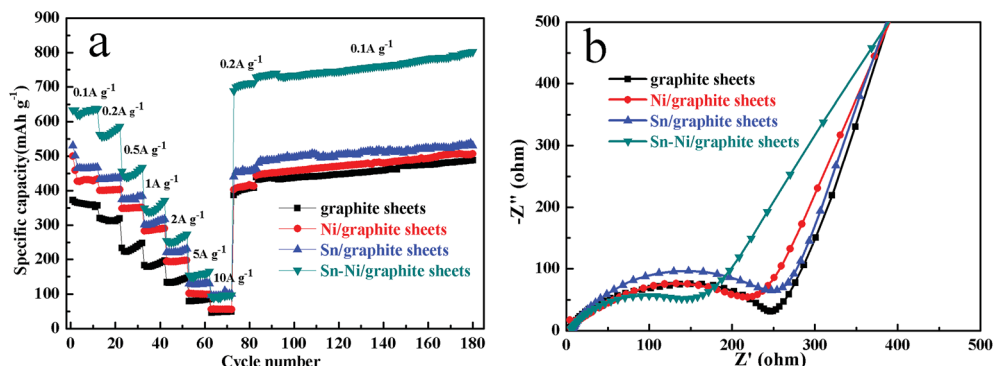 a
900
800
700
600
500
400
300
200
100
0
Specific capacity(mAh g⁻¹)
0.1A g⁻¹
0.2A g⁻¹
0.5A g⁻¹
1A g⁻¹
2A g⁻¹
5A g⁻¹
10A g⁻¹
0.2A g⁻¹
0.1A g⁻¹
graphite sheets
Ni/graphite sheets
Sn/graphite sheets
Sn-Ni/graphite sheets
0 20 40 60 80 100 120 140 160 180
Cycle number
b
500
400
300
200
100
0
-Z'' (ohm)
graphite sheets
Ni/graphite sheets
Sn/graphite sheets
Sn-Ni/graphite sheets
0 100 200 300 400 500
Z' (ohm)